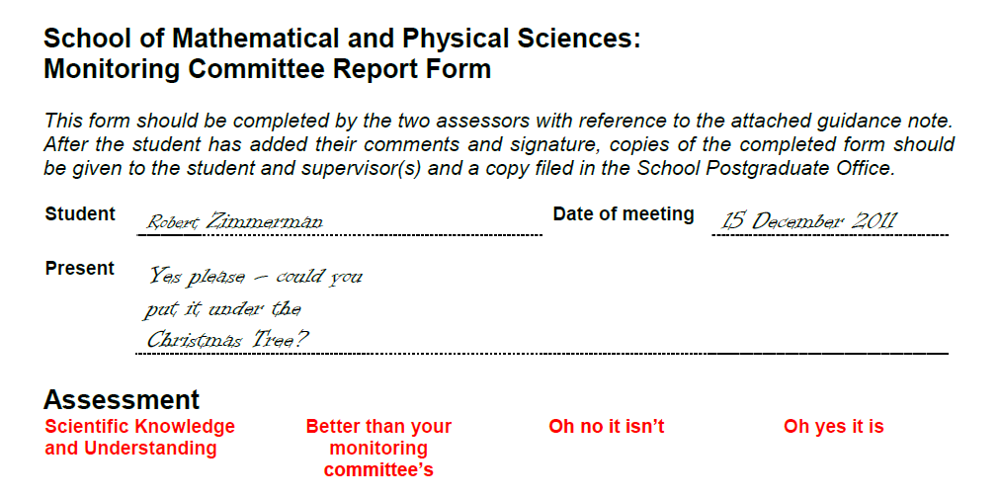 School of Mathematical and Physical Sciences:
Monitoring Committee Report Form
This form should be completed by the two assessors with reference to the attached guidance note.
After the student has added their comments and signature, copies of the completed form should
be given to the student and supervisor(s) and a copy filed in the School Postgraduate Office.
Student Robert Zimmerman Date of meeting 15 December 2011
Present Yes please – could you
put it under the
Christmas Tree?
Assessment
Scientific Knowledge Better than your Oh no it isn't Oh yes it is
and Understanding monitoring
committee's